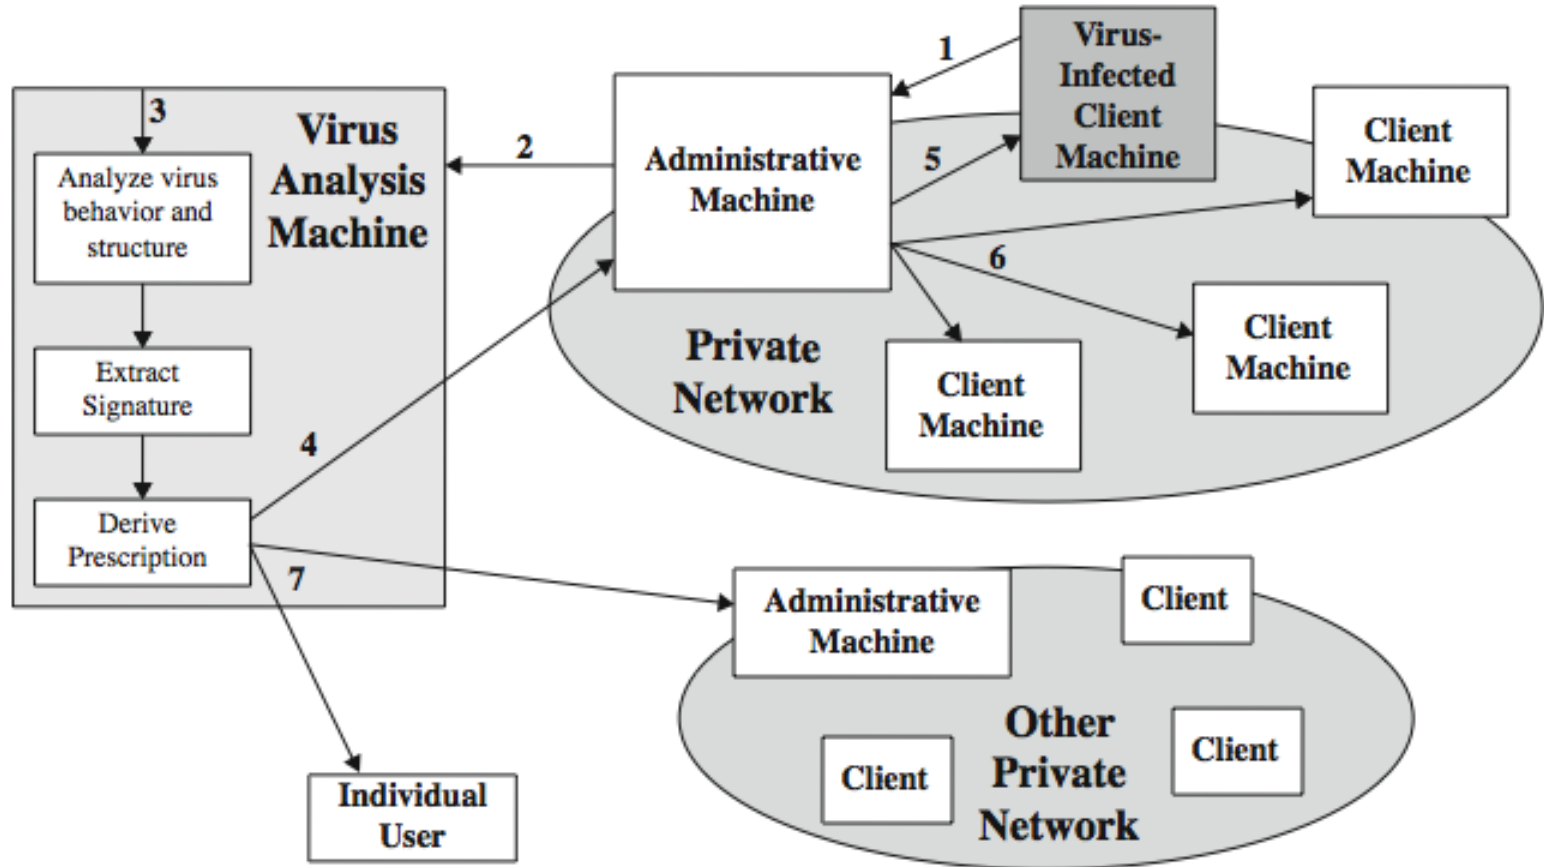 3
Virus
Analysis
Machine
Analyze virus
behavior and
structure
Extract
Signature
Derive
Prescription
2
4
7
Administrative
Machine
1
5
6
Virus-
Infected
Client
Machine
Client
Machine
Client
Machine
Client
Machine
Private
Network
Individual
User
Administrative
Machine
Client
Client
Client
Other
Private
Network